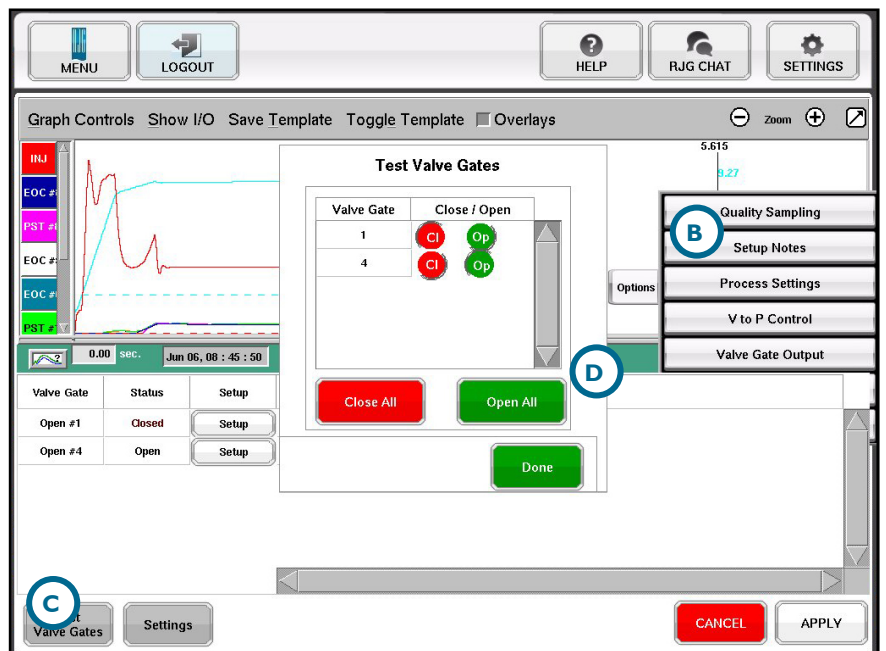 MENU
LOGOUT
HELP
RJG CHAT
SETTINGS
Graph Controls Show I/O Save Template Toggle Template Overlays
Zoom
INJ
EOC #
PST #
EOC #
EOC #
PST #
5.615
9.27
Test Valve Gates
Valve Gate Close / Open
1 Cl Op
4 Cl Op
Close All Open All
Done
Options
B
Quality Sampling
Setup Notes
Process Settings
V to P Control
Valve Gate Output
D
0.00 sec. Jun 06, 08 : 45 : 50
Valve Gate Status Setup
Open #1 Closed Setup
Open #4 Open Setup
C
Valve Gates
Settings
CANCEL
APPLY